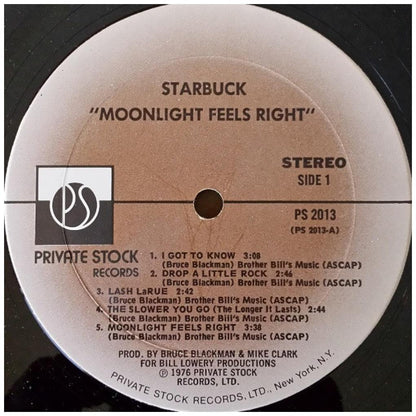 STARBUCK
"MOONLIGHT FEELS RIGHT"
STEREO
SIDE 1
PS
PS 2013
(PS 2013-A)
PRIVATE STOCK
RECORDS
1. I GOT TO KNOW 3:08
(Bruce Blackman) Brother Bill's Music (ASCAP)
2. DROP A LITTLE ROCK 2:46
(Bruce Blackman) Brother Bill's Music (ASCAP)
3. LASH LaRUE 2:42
(Bruce Blackman) Brother Bill's Music (ASCAP)
4. THE SLOWER YOU GO (The Longer It Lasts) 2:44
(Bruce Blackman) Brother Bill's Music (ASCAP)
5. MOONLIGHT FEELS RIGHT 3:38
(Bruce Blackman) Brother Bill's Music (ASCAP)
PROD. BY BRUCE BLACKMAN & MIKE CLARK
FOR BILL LOWERY PRODUCTIONS
Ⓟ 1976 PRIVATE STOCK
RECORDS, LTD.
PRIVATE STOCK RECORDS, LTD., New York, N.Y.